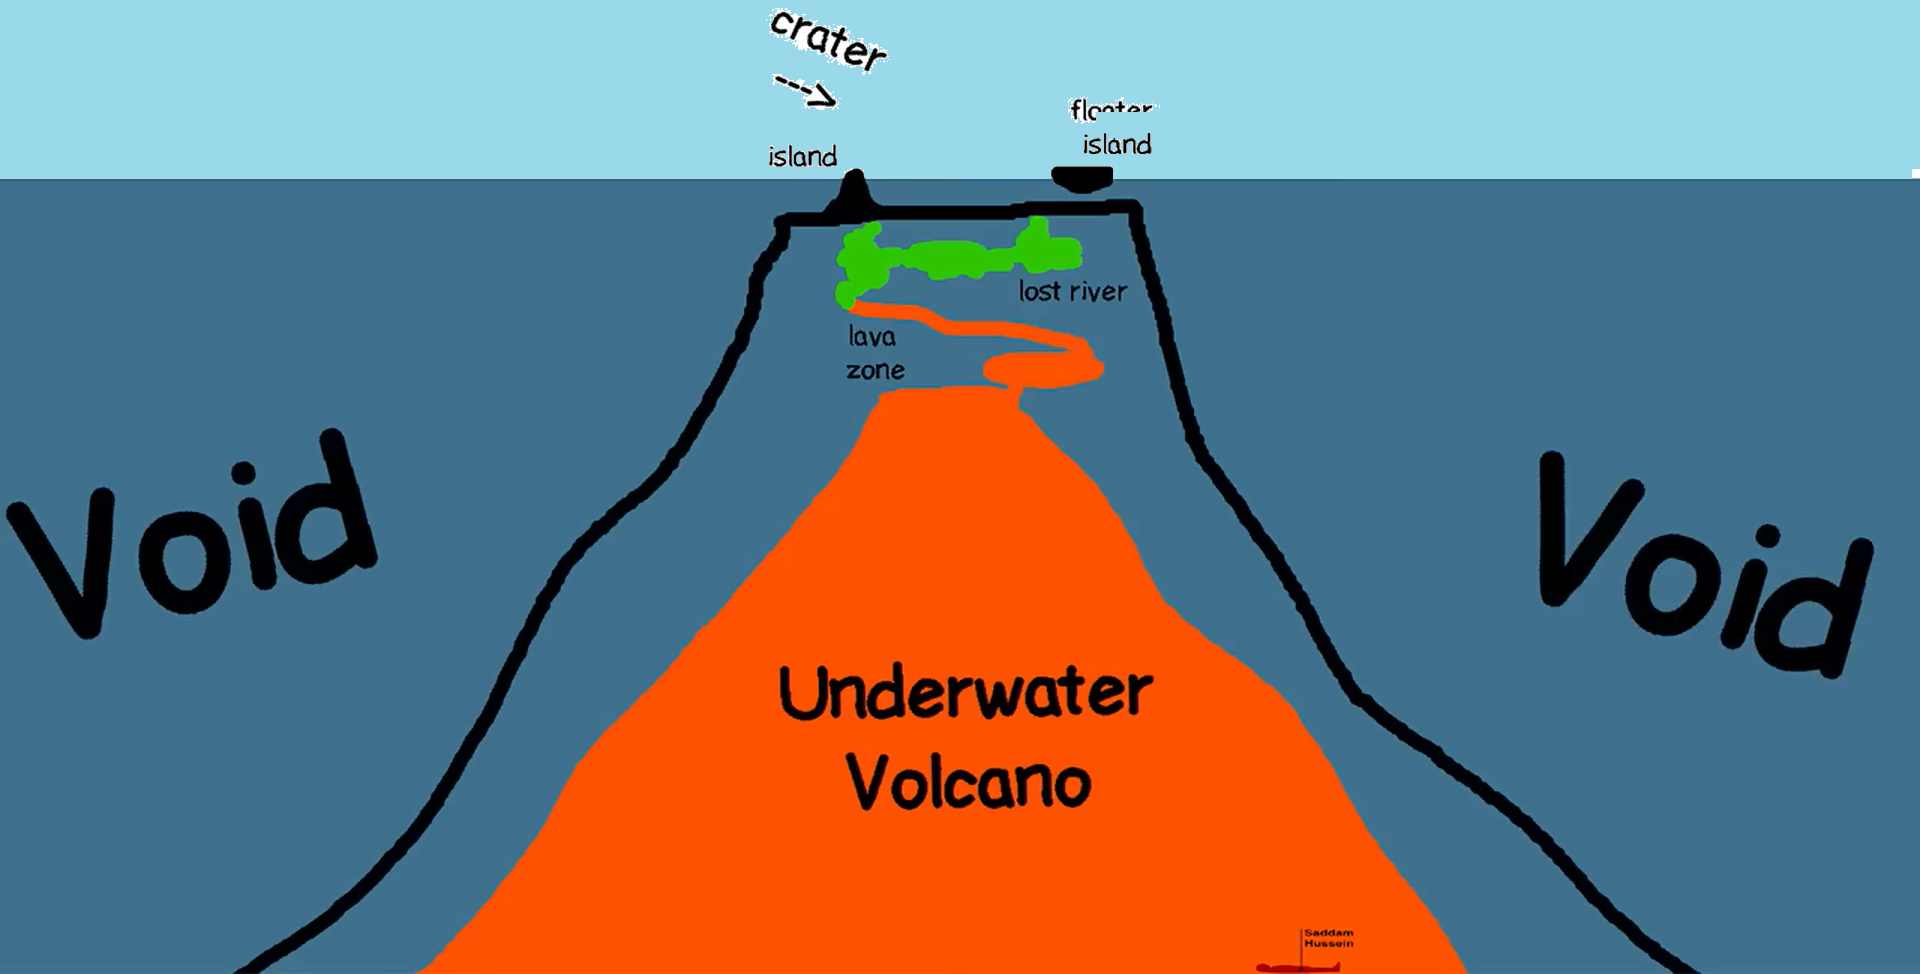 crater
floater
island
island
lost river
lava
zone
Void
Void
Underwater
Volcano
Saddam
Hussein